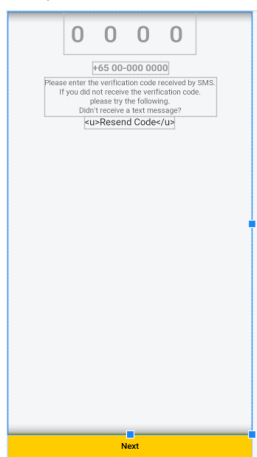 0 0 0 0
+65 00-000 0000
Please enter the verification code received by SMS.
If you did not receive the verification code.
please try the following.
Didn't receive a text message?
<u>Resend Code</u>
Next